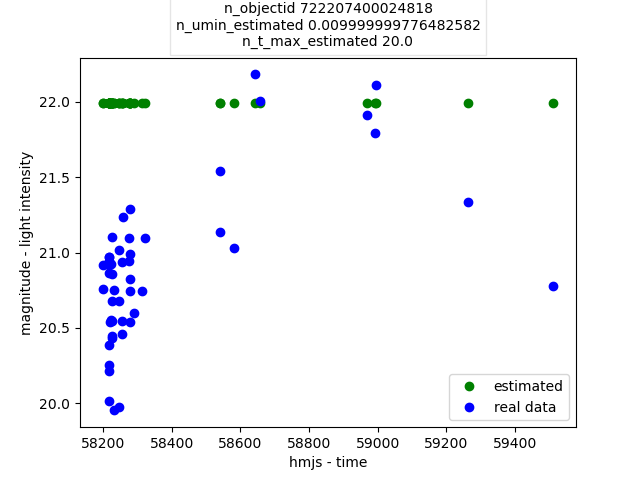 n_objectid 722207400024818
n_umin_estimated 0.009999999776482582
n_t_max_estimated 20.0
magnitude - light intensity
22.0
21.5
21.0
20.5
20.0
58200 58400 58600 58800 59000 59200 59400
hmjs - time
estimated
real data